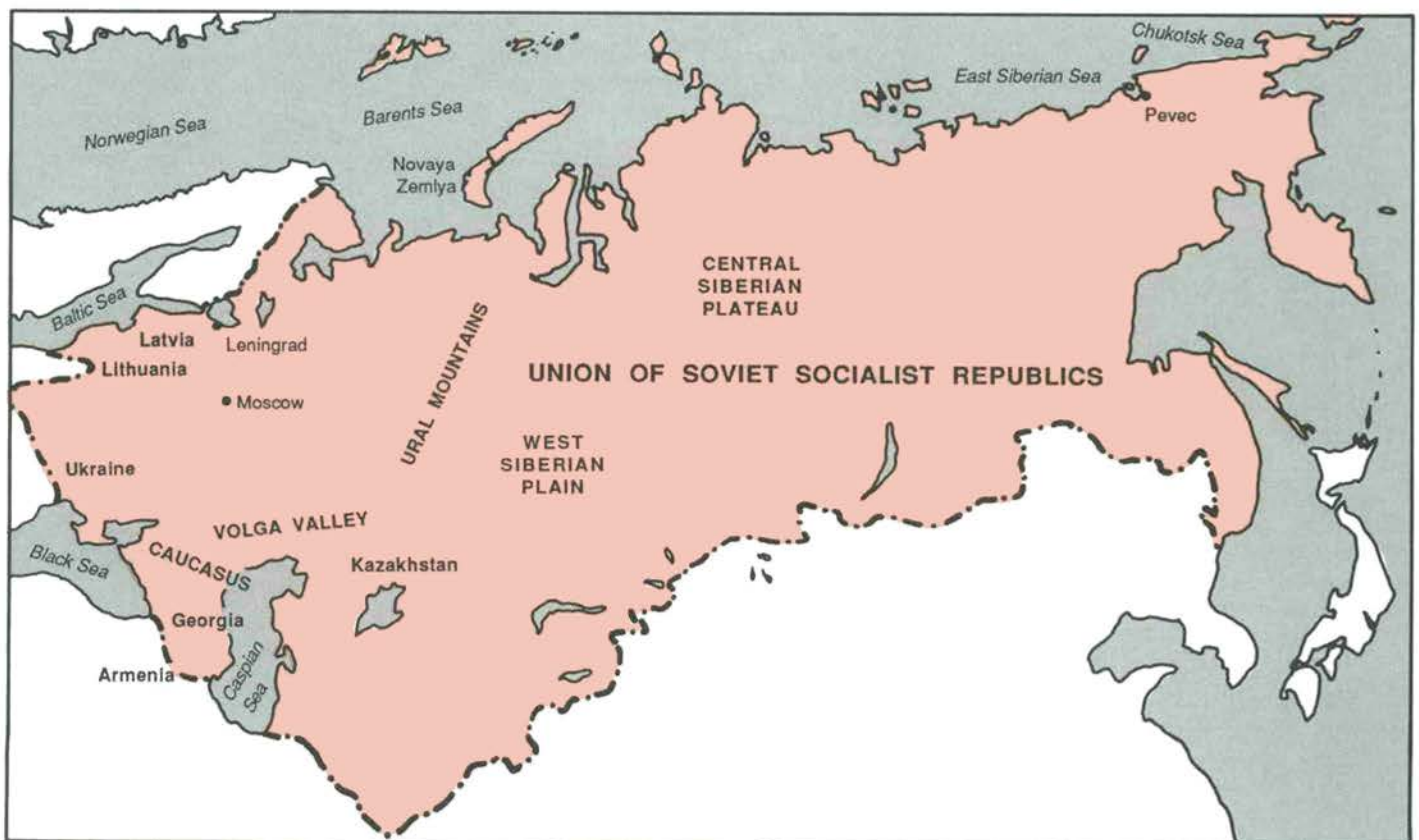 Chukotsk Sea
East Siberian Sea
Pevec
Norwegian Sea
Barents Sea
Novaya
Zemlya
CENTRAL
SIBERIAN
PLATEAU
Baltic Sea
Latvia
Leningrad
Lithuania
Moscow
URAL MOUNTAINS
UNION OF SOVIET SOCIALIST REPUBLICS
WEST
SIBERIAN
PLAIN
Ukraine
VOLGA VALLEY
Black Sea
CAUCASUS
Kazakhstan
Georgia
Armenia
Caspian
Sea